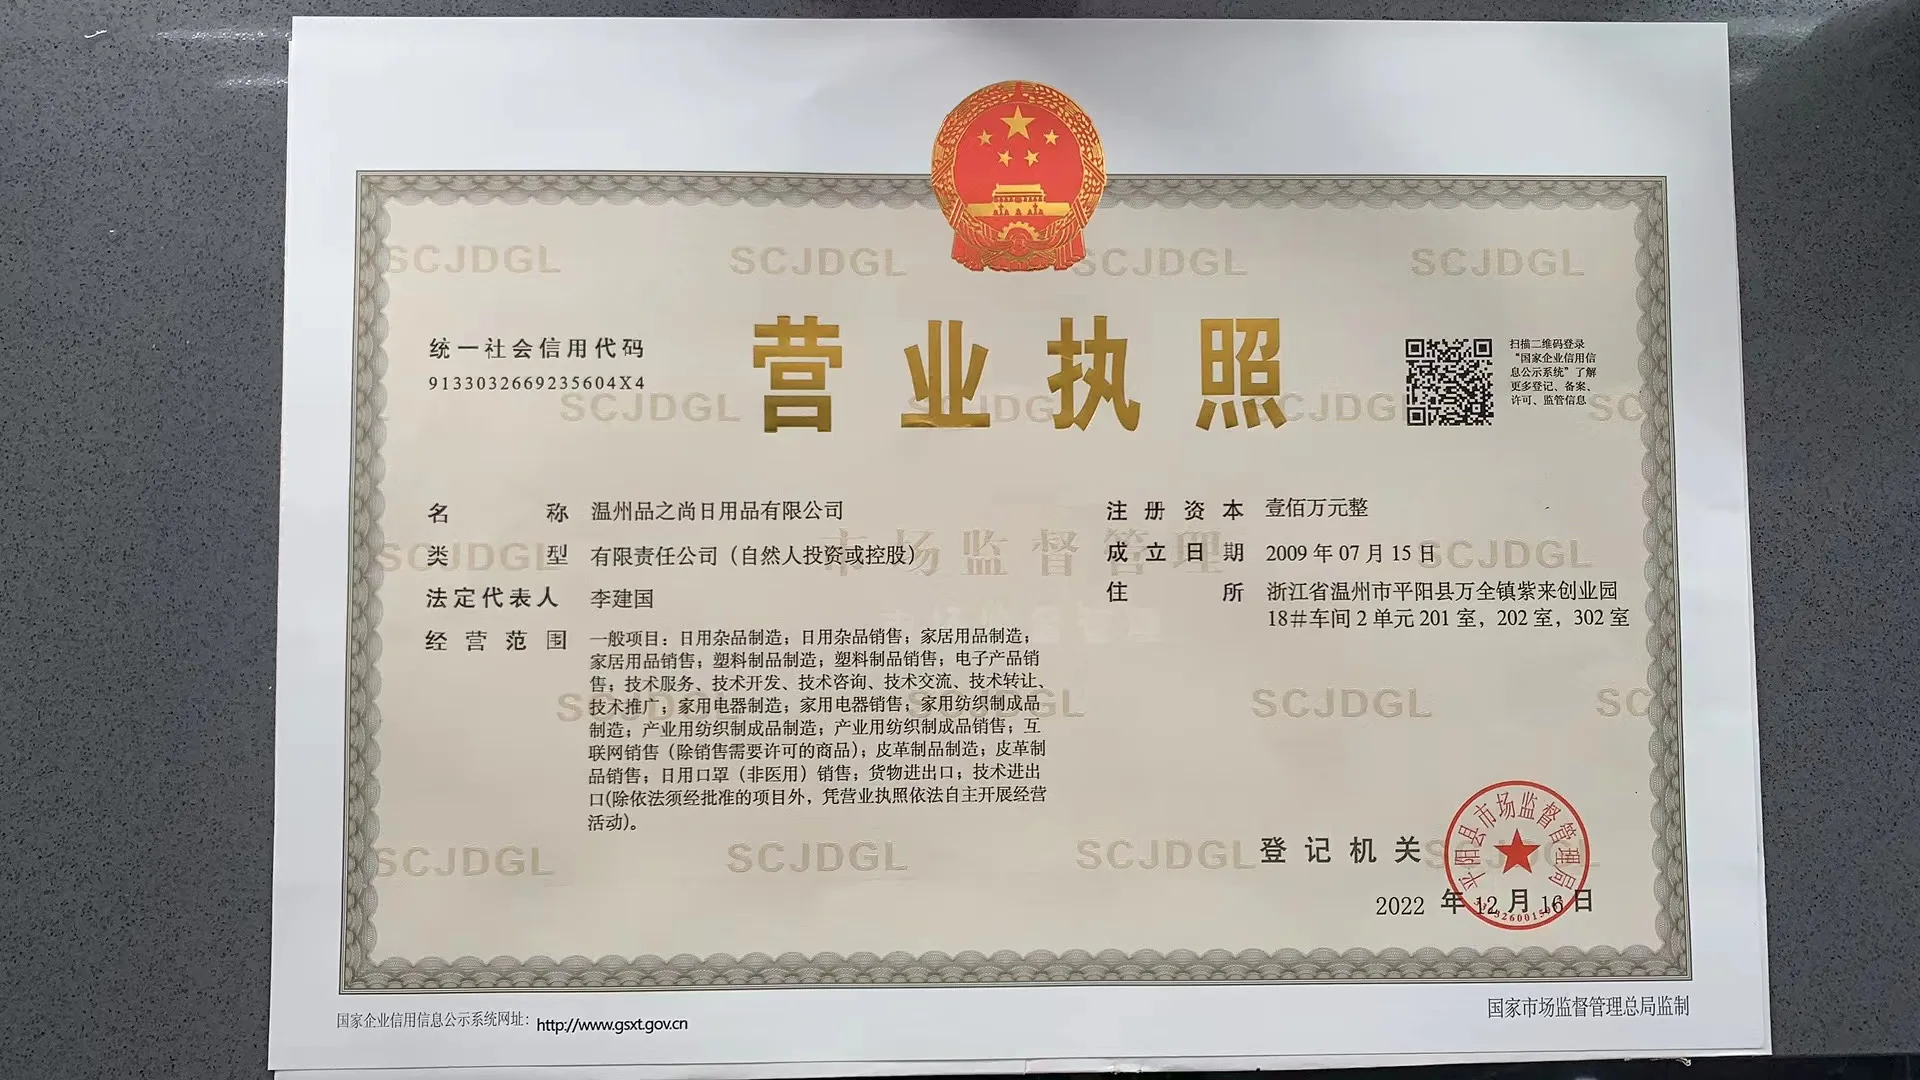 SCJDGL SCJDGL SCJDGL SCJDGL
统一社会信用代码
9133032669235604X4
营业执照
扫描二维码登录
“国家企业信用信
息公示系统”了解
更多登记、备案、
许可、监管信息
名称 温州品之尚日用品有限公司
类型 有限责任公司（自然人投资或控股）
法定代表人 李建国
经营范围 一般项目：日用杂品制造；日用杂品销售；家居用品制造；
家居用品销售；塑料制品制造；塑料制品销售；电子产品销
售；技术服务、技术开发、技术咨询、技术交流、技术转让、
技术推广；家用电器制造；家用电器销售；家用纺织制成品
制造；产业用纺织制成品制造；产业用纺织制成品销售；互
联网销售（除销售需要许可的商品）；皮革制品制造；皮革制
品销售；日用口罩（非医用）销售；货物进出口；技术进出
口(除依法须经批准的项目外，凭营业执照依法自主开展经营
活动)。
注册资本 壹佰万元整
成立日期 2009年07月15日
住所 浙江省温州市平阳县万全镇紫来创业园
18#车间2单元201室，202室，302室
市场监督管理
登记机关
平阳县市场监督管理局
2022年12月16日
国家企业信用信息公示系统网址：http://www.gsxt.gov.cn
国家市场监督管理总局监制